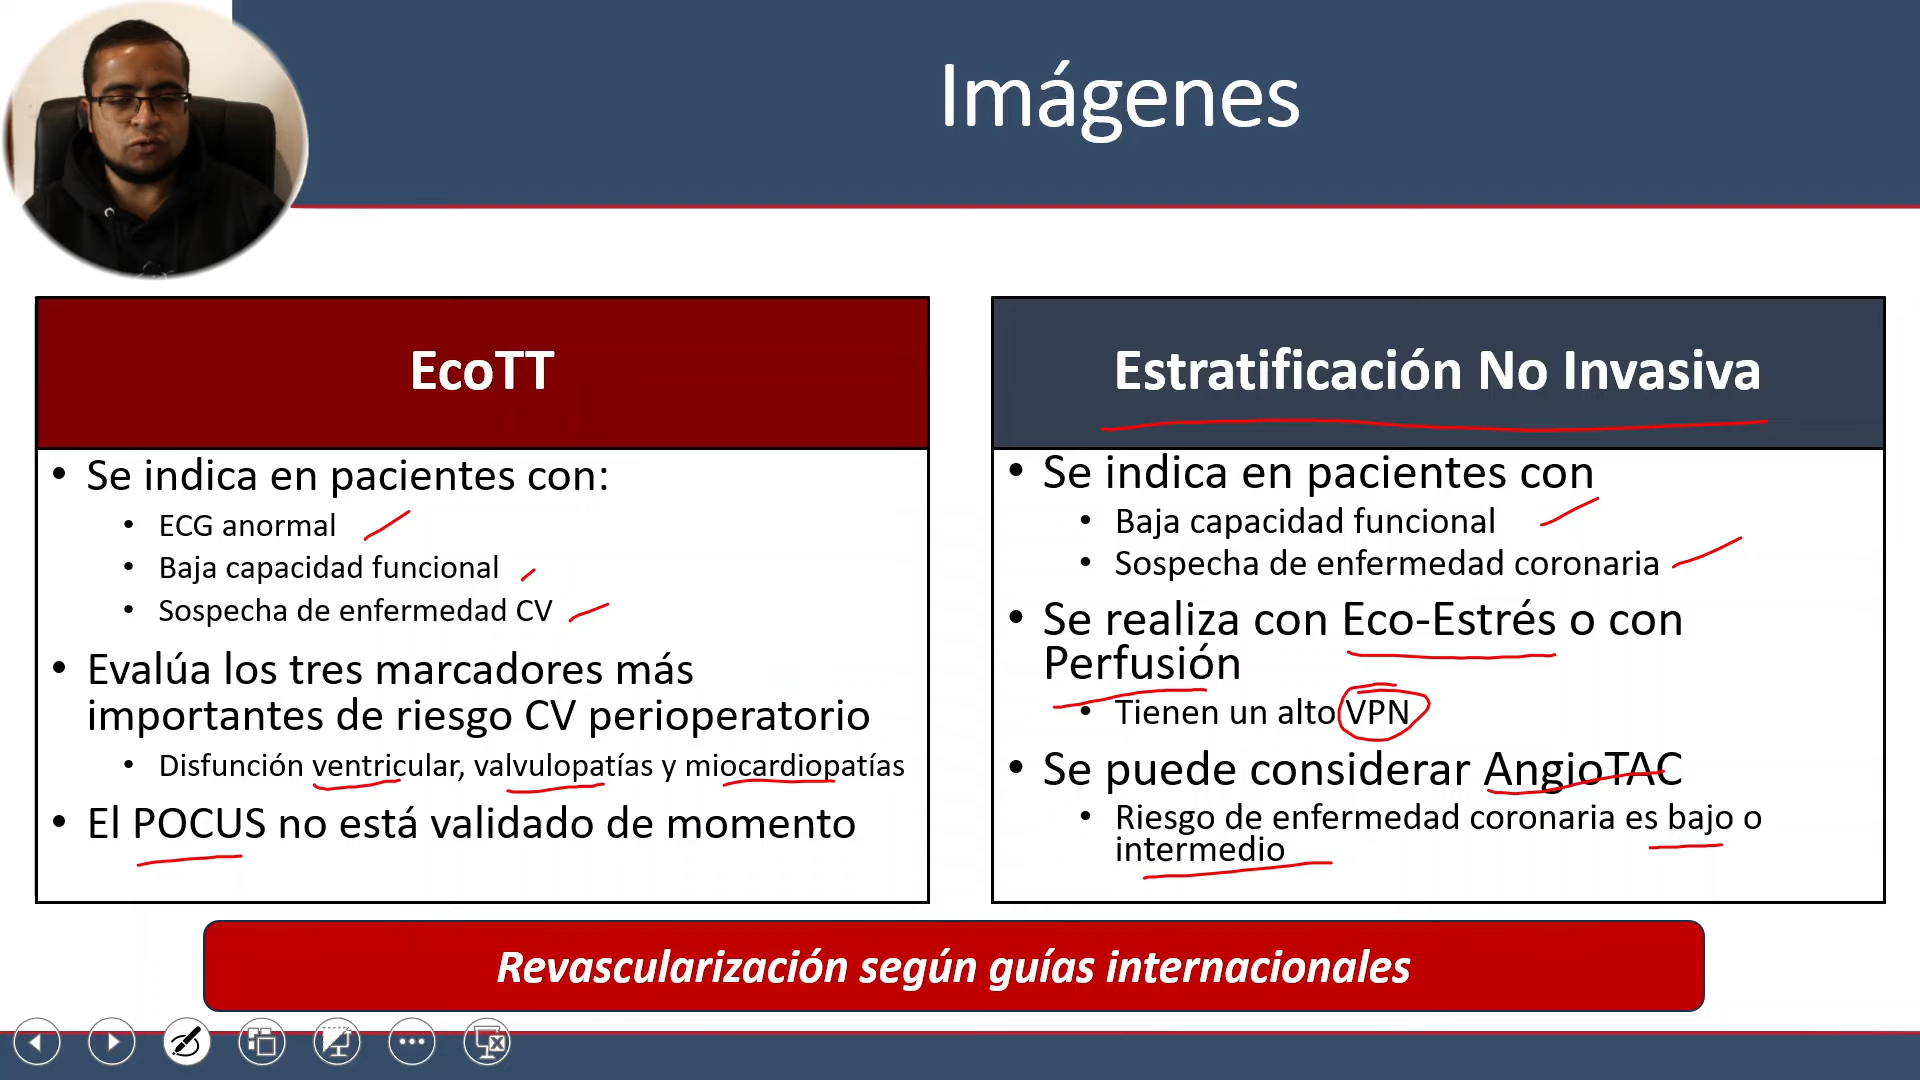 Imágenes
EcoTT
• Se indica en pacientes con:
• ECG anormal
• Baja capacidad funcional
• Sospecha de enfermedad CV
• Evalúa los tres marcadores más
importantes de riesgo CV perioperatorio
• Disfunción ventricular, valvulopatías y miocardiopatías
• El POCUS no está validado de momento
Estratificación No Invasiva
• Se indica en pacientes con
• Baja capacidad funcional
• Sospecha de enfermedad coronaria
• Se realiza con Eco-Estrés o con
Perfusión
• Tienen un alto VPN
• Se puede considerar AngioTAC
• Riesgo de enfermedad coronaria es bajo o
intermedio
Revascularización según guías internacionales